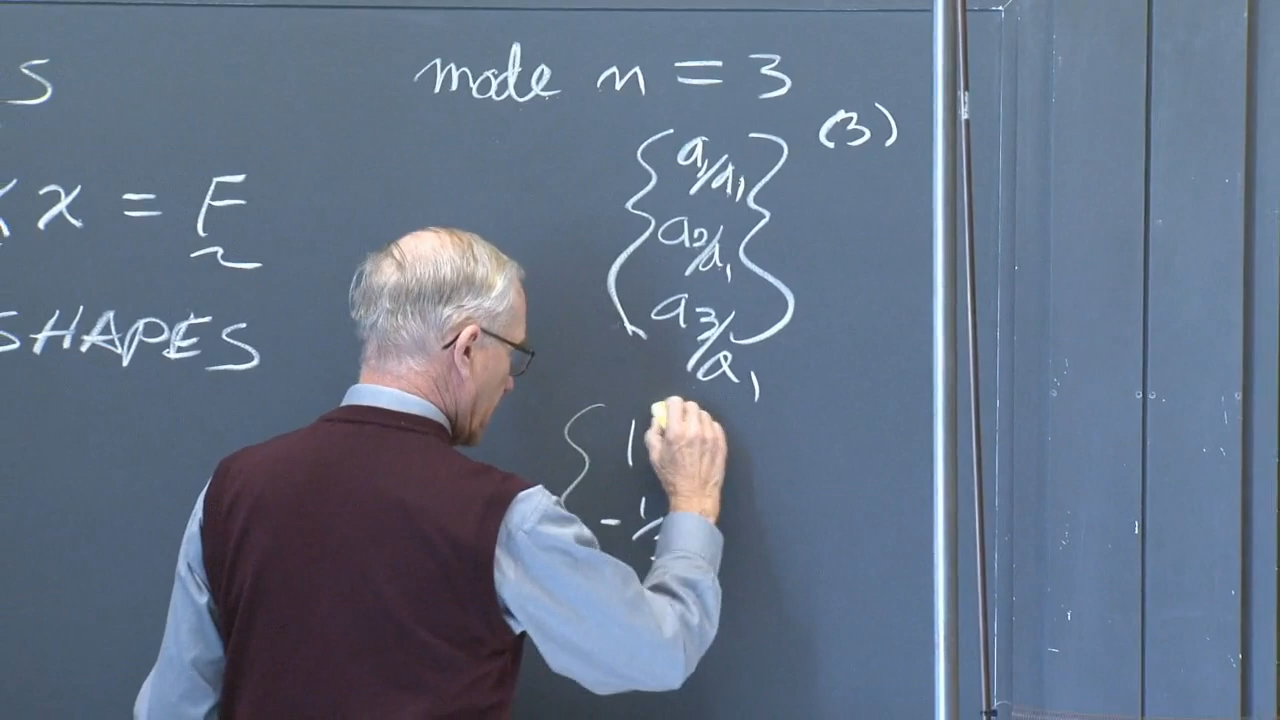 S
x = F
SHAPES
mode n = 3
{ a1/a1 } (3)
a2/a1
a3/a1
{ 1
- 1/